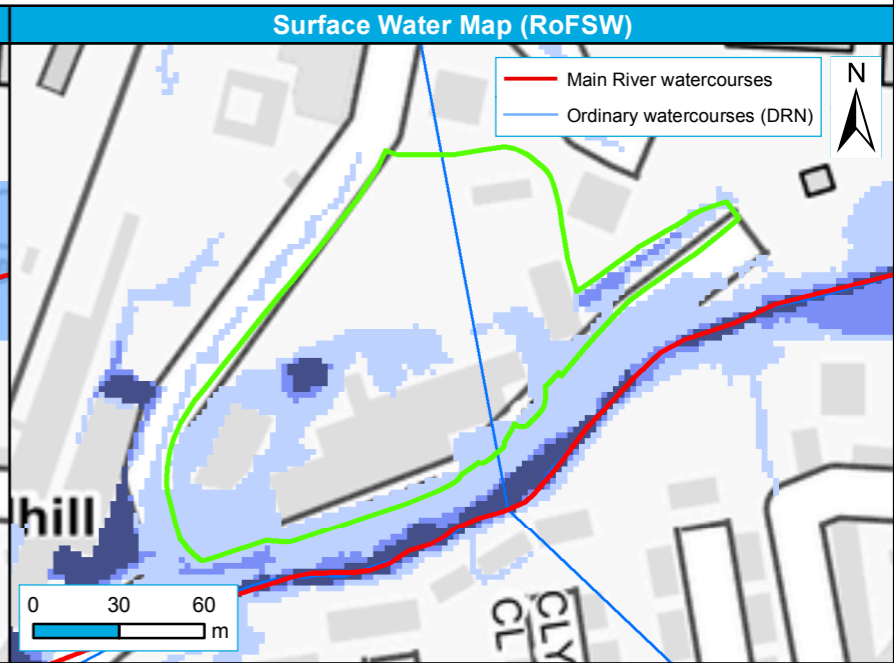 Surface Water Map (RoFSW)
Main River watercourses
Ordinary watercourses (DRN)
N
hill
0 30 60
m
CL
CLY